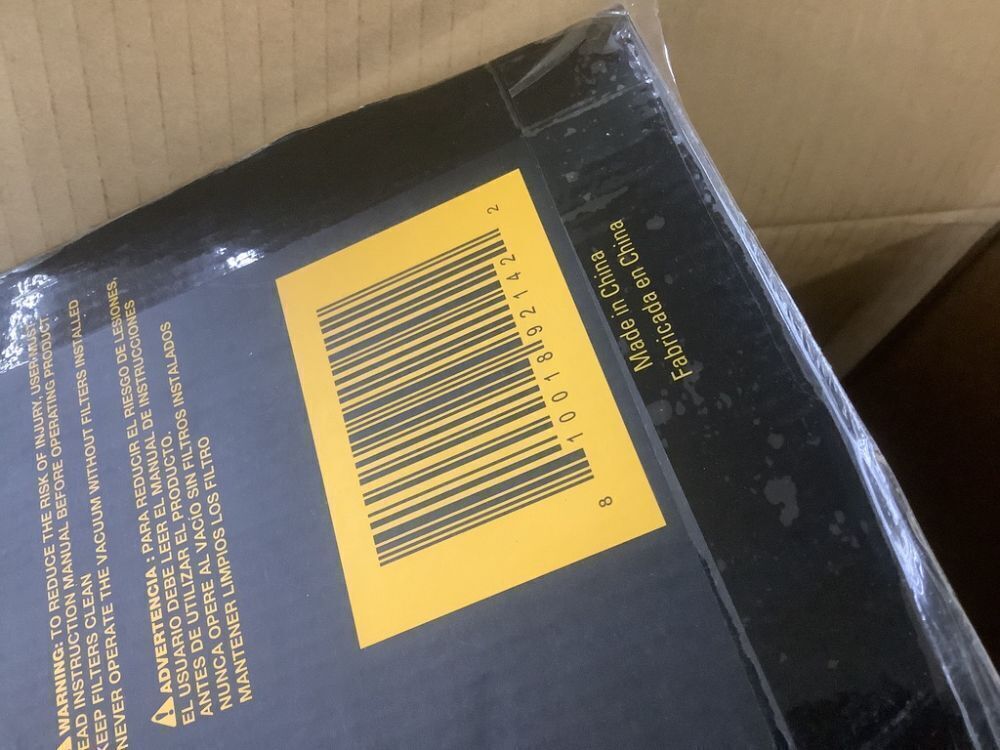 WARNING: TO REDUCE THE RISK OF INJURY, USER MUST
EAD INSTRUCTION MANUAL BEFORE OPERATING PRODUCT.
KEEP FILTERS CLEAN
NEVER OPERATE THE VACUUM WITHOUT FILTERS INSTALLED
ADVERTENCIA : PARA REDUCIR EL RIESGO DE LESIONES,
EL USUARIO DEBE LEER EL MANUAL DE INSTRUCCIONES
ANTES DE UTILIZAR EL PRODUCTO.
NUNCA OPERE AL VACÍO SIN FILTROS INSTALADOS
MANTENER LIMPIOS LOS FILTRO
8 10018 92142 2
Made in China
Fabricada en China